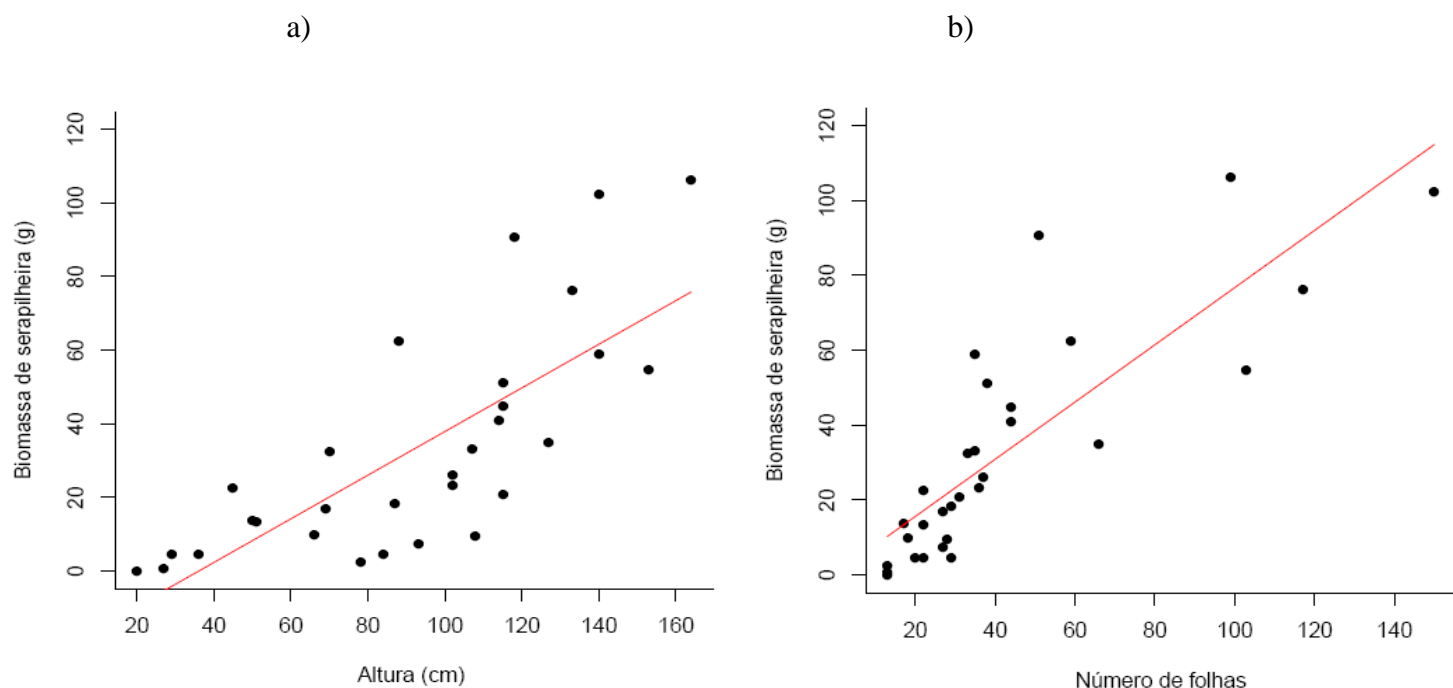 a)
b)
Biomassa de serapilheira (g)
120
100
80
60
40
20
0
20 40 60 80 100 120 140 160
Altura (cm)
Biomassa de serapilheira (g)
120
100
80
60
40
20
0
20 40 60 80 100 120 140
Número de folhas